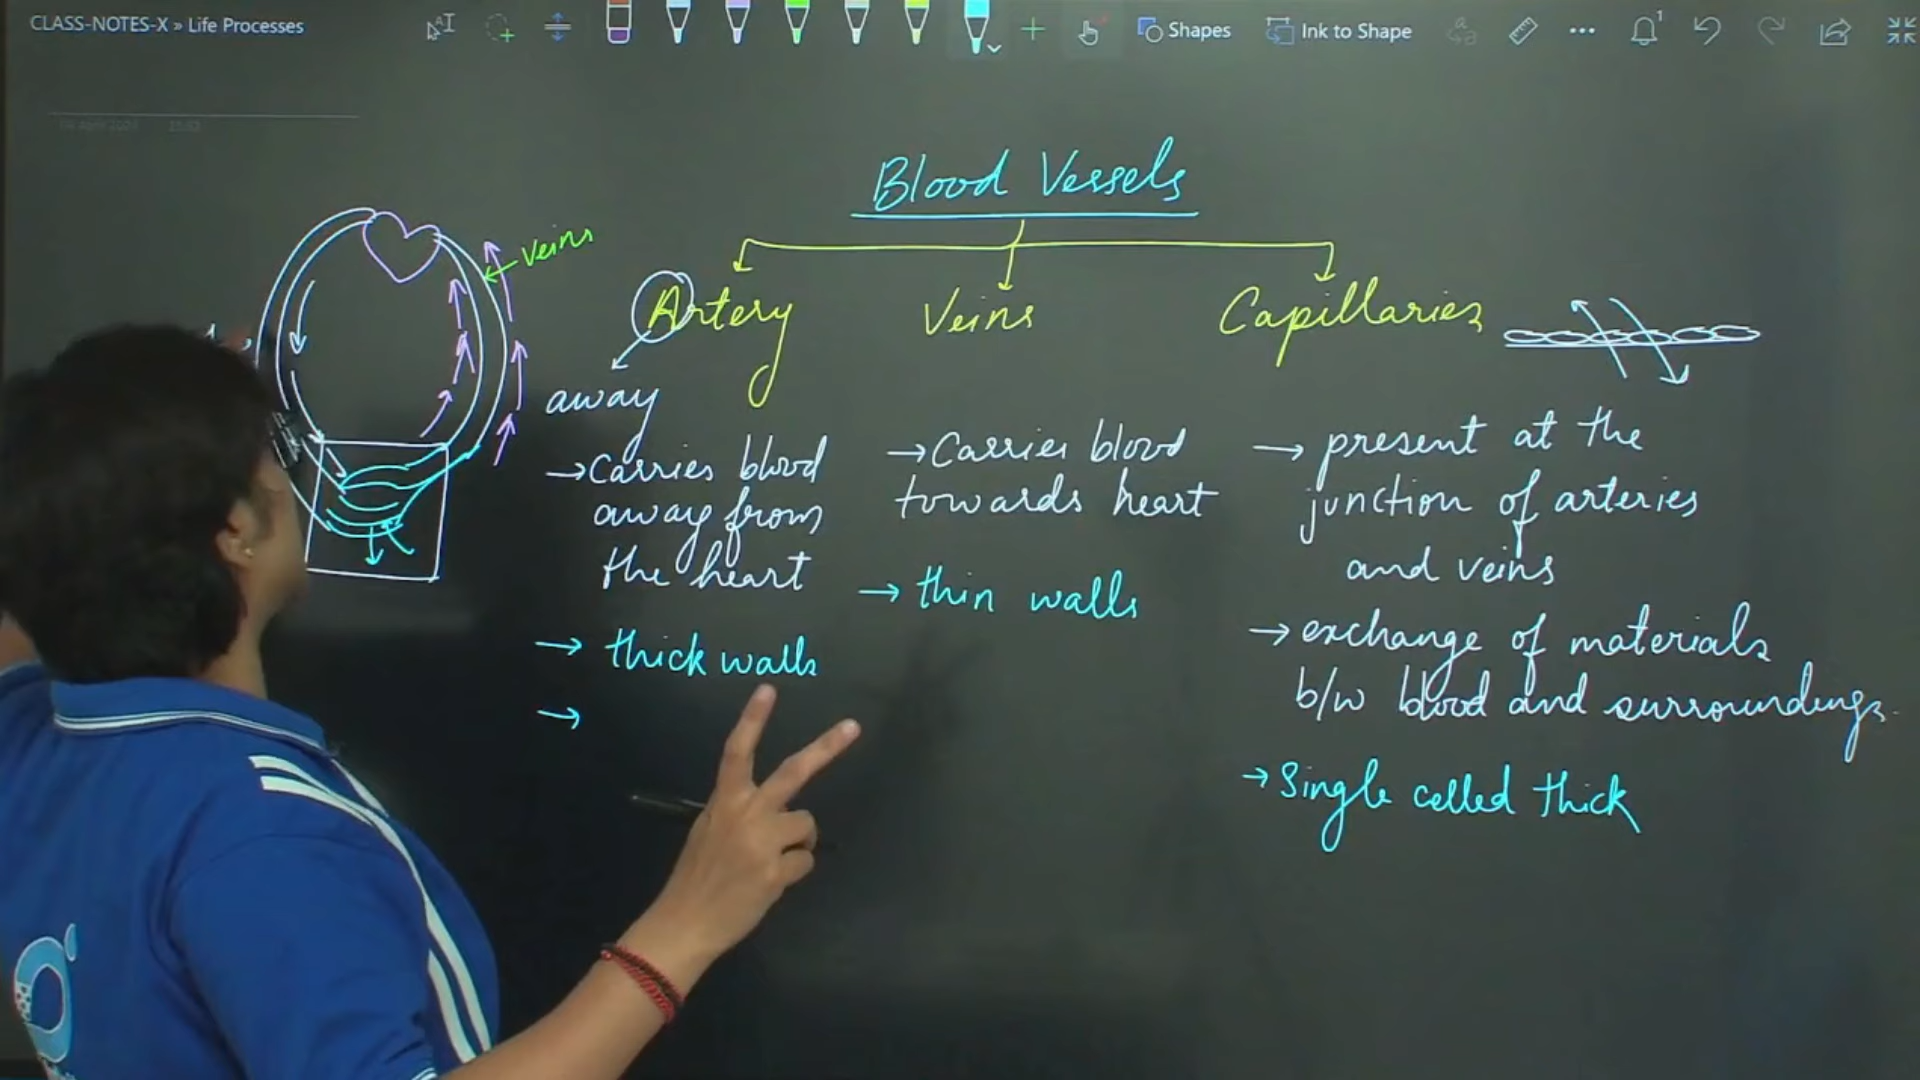 CLASS-NOTES-X » Life Processes
Shapes
Ink to Shape
1
Blood Vessels
Veins
Artery
Veins
Capillaries
away
→ Carries blood
away from
the heart
→ thick walls
→
→ Carries blood
towards heart
→ thin walls
→ present at the
junction of arteries
and veins
→ exchange of materials
b/w blood and surroundings.
→ Single celled thick